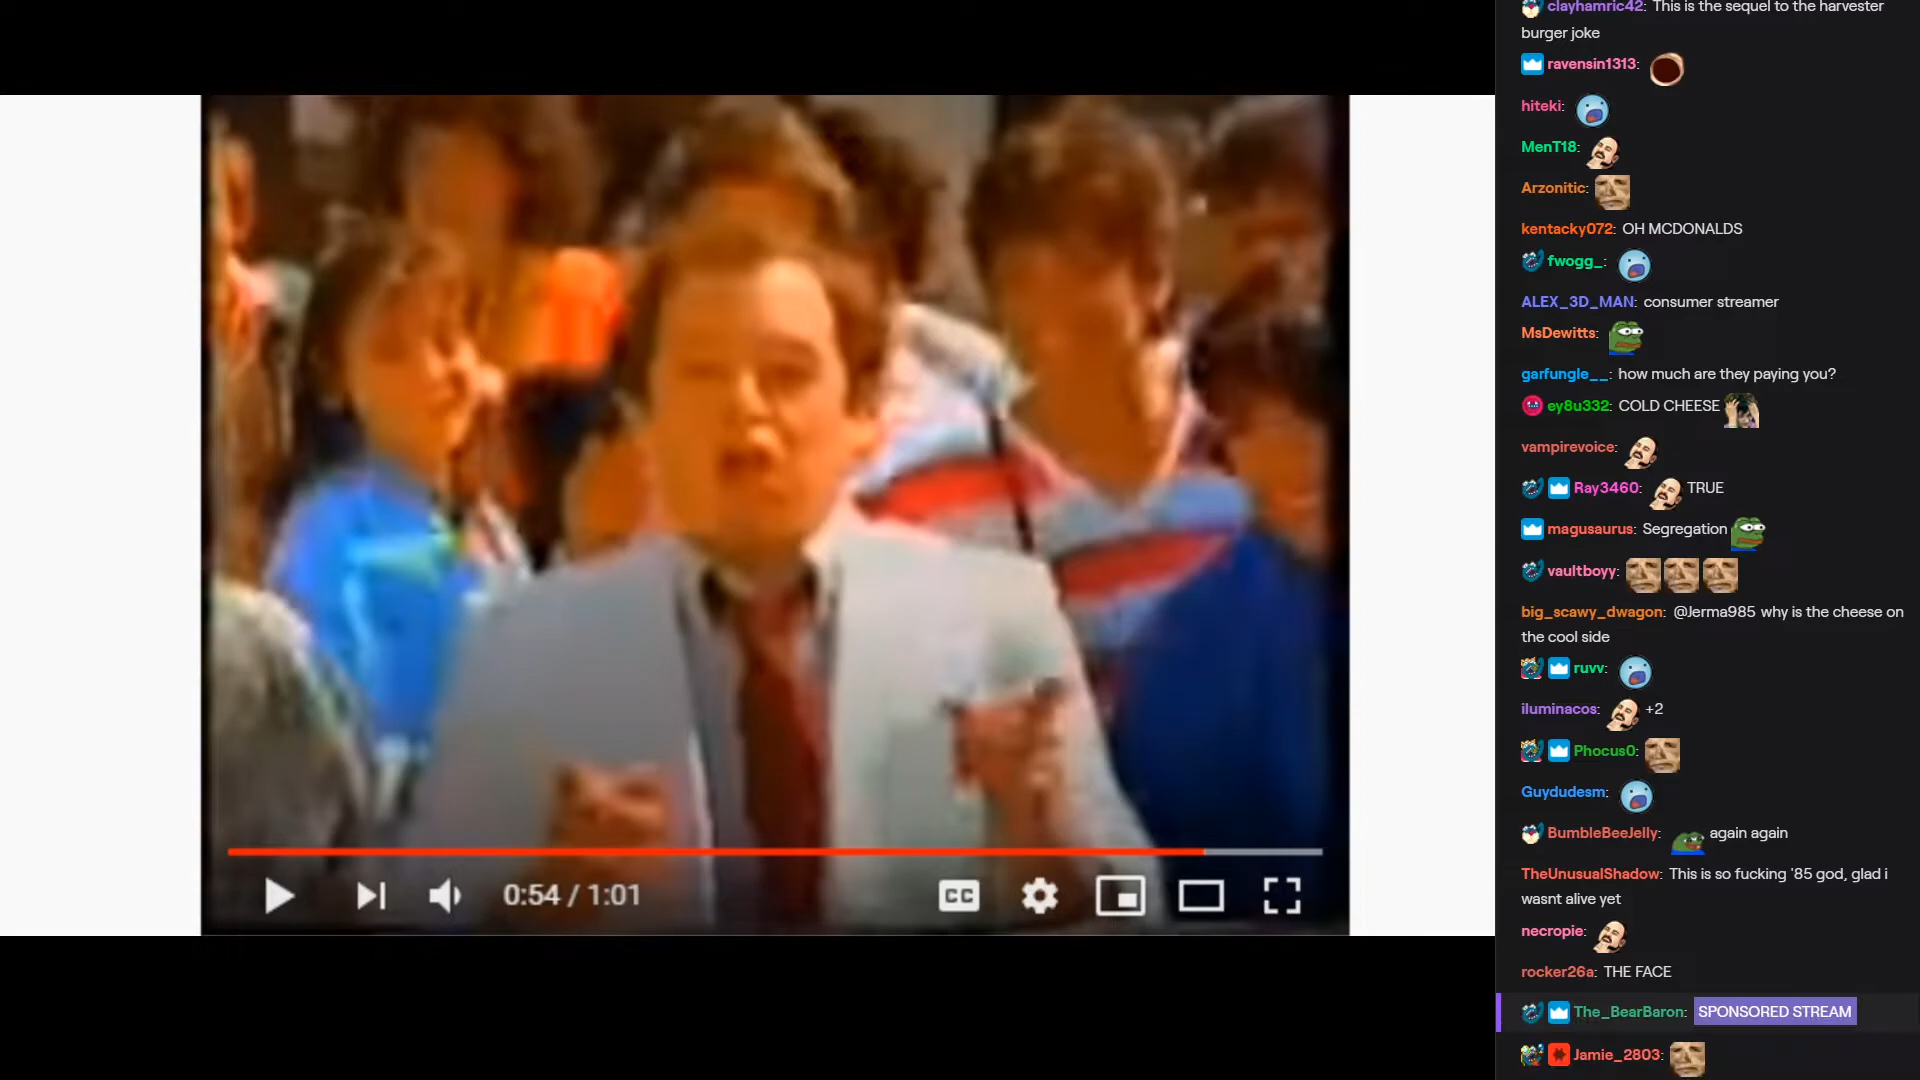 clayhamric42: This is the sequel to the harvester
burger joke
ravensin1313:
hiteki:
MenT18:
Arzonitic:
kentacky072: OH MCDONALDS
fwogg_:
ALEX_3D_MAN: consumer streamer
MsDewitts:
garfungle__: how much are they paying you?
ey8u332: COLD CHEESE
vampirevoice:
Ray3460: TRUE
magusaurus: Segregation
vaultboyy:
big_scawy_dwagon: @Jerma985 why is the cheese on
the cool side
ruvv:
iluminacos: +2
Phocus0:
Guydudesm:
BumbleBeeJelly: again again
TheUnusualShadow: This is so fucking '85 god, glad i
wasnt alive yet
necropie:
rocker26a: THE FACE
The_BearBaron: SPONSORED STREAM
Jamie_2803:
0:54 / 1:01
CC